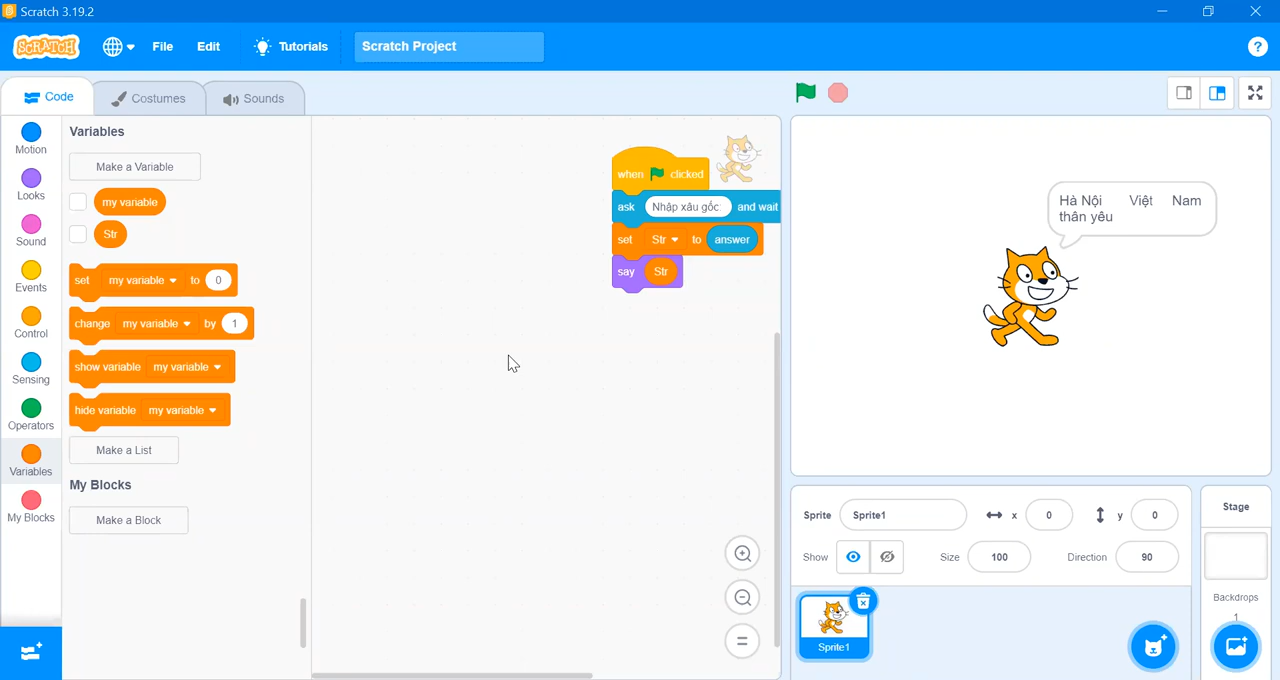 Scratch 3.19.2
SCRATCH File Edit Tutorials Scratch Project ?
Code Costumes Sounds
Motion
Looks
Sound
Events
Control
Sensing
Operators
Variables
My Blocks
Variables
Make a Variable
my variable
Str
set my variable to 0
change my variable by 1
show variable my variable
hide variable my variable
Make a List
My Blocks
Make a Block
when clicked
ask Nhập xâu gốc and wait
set Str to answer
say Str
Hà Nội Việt Nam
thân yêu
Sprite Sprite1 x 0 y 0
Show Size 100 Direction 90
Sprite1
Stage
Backdrops
1